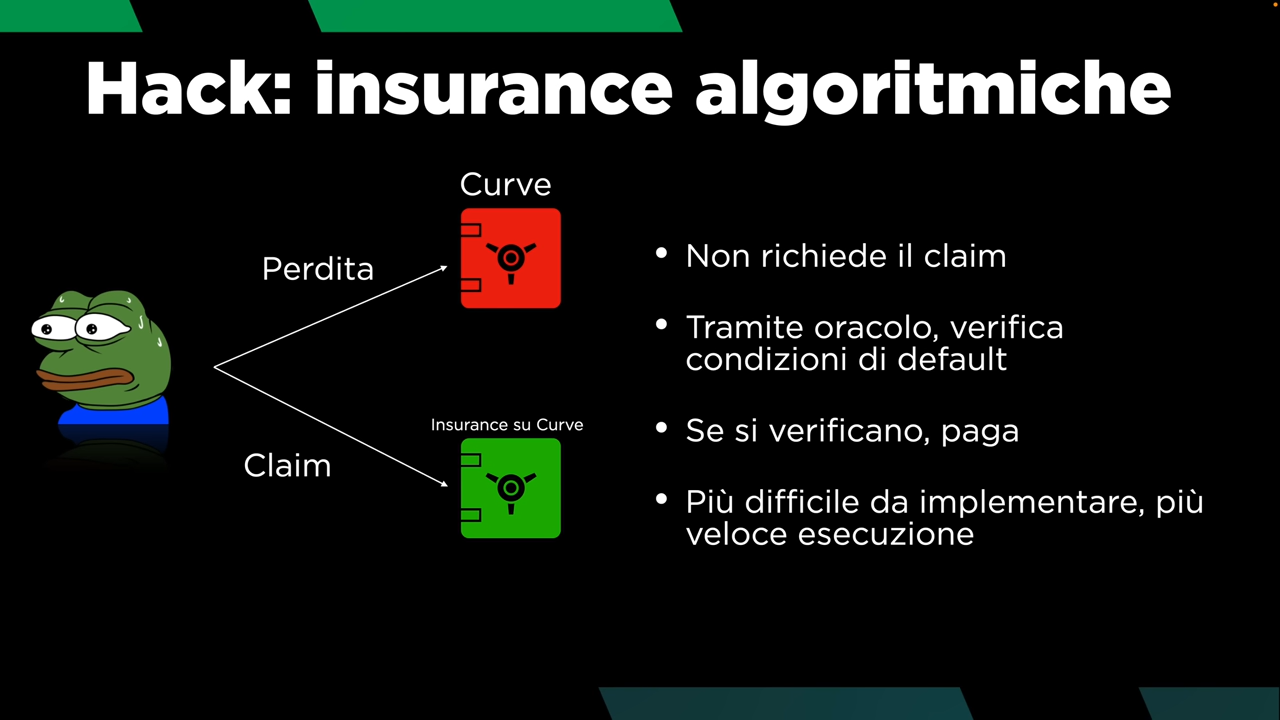 Hack: insurance algoritmiche
Curve
Perdita
Insurance su Curve
Claim
• Non richiede il claim
• Tramite oracolo, verifica
condizioni di default
• Se si verificano, paga
• Più difficile da implementare, più
veloce esecuzione